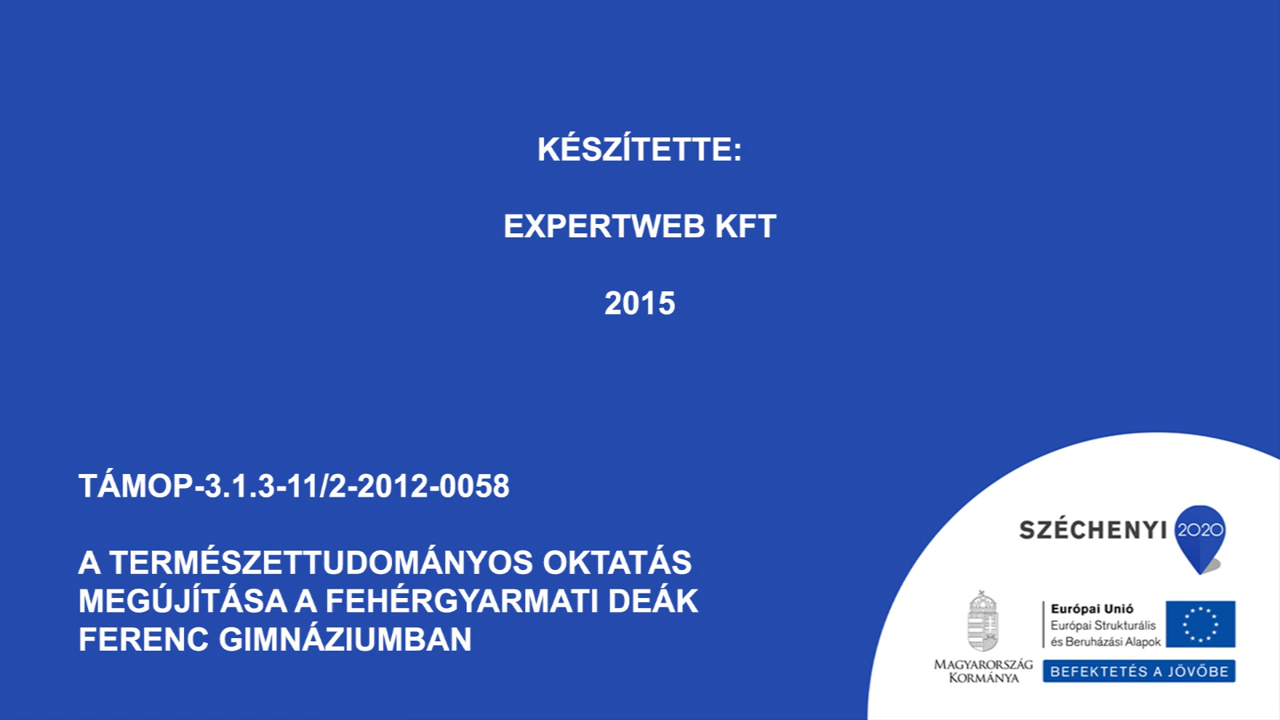 KÉSZÍTETTE:
EXPERTWEB KFT
2015
TÁMOP-3.1.3-11/2-2012-0058
A TERMÉSZETTUDOMÁNYOS OKTATÁS
MEGÚJÍTÁSA A FEHÉRGYARMATI DEÁK
FERENC GIMNÁZIUMBAN
SZÉCHENYI 2020
MAGYARORSZÁG
KORMÁNYA
Európai Unió
Európai Strukturális
és Beruházási Alapok
BEFEKTETÉS A JÖVŐBE